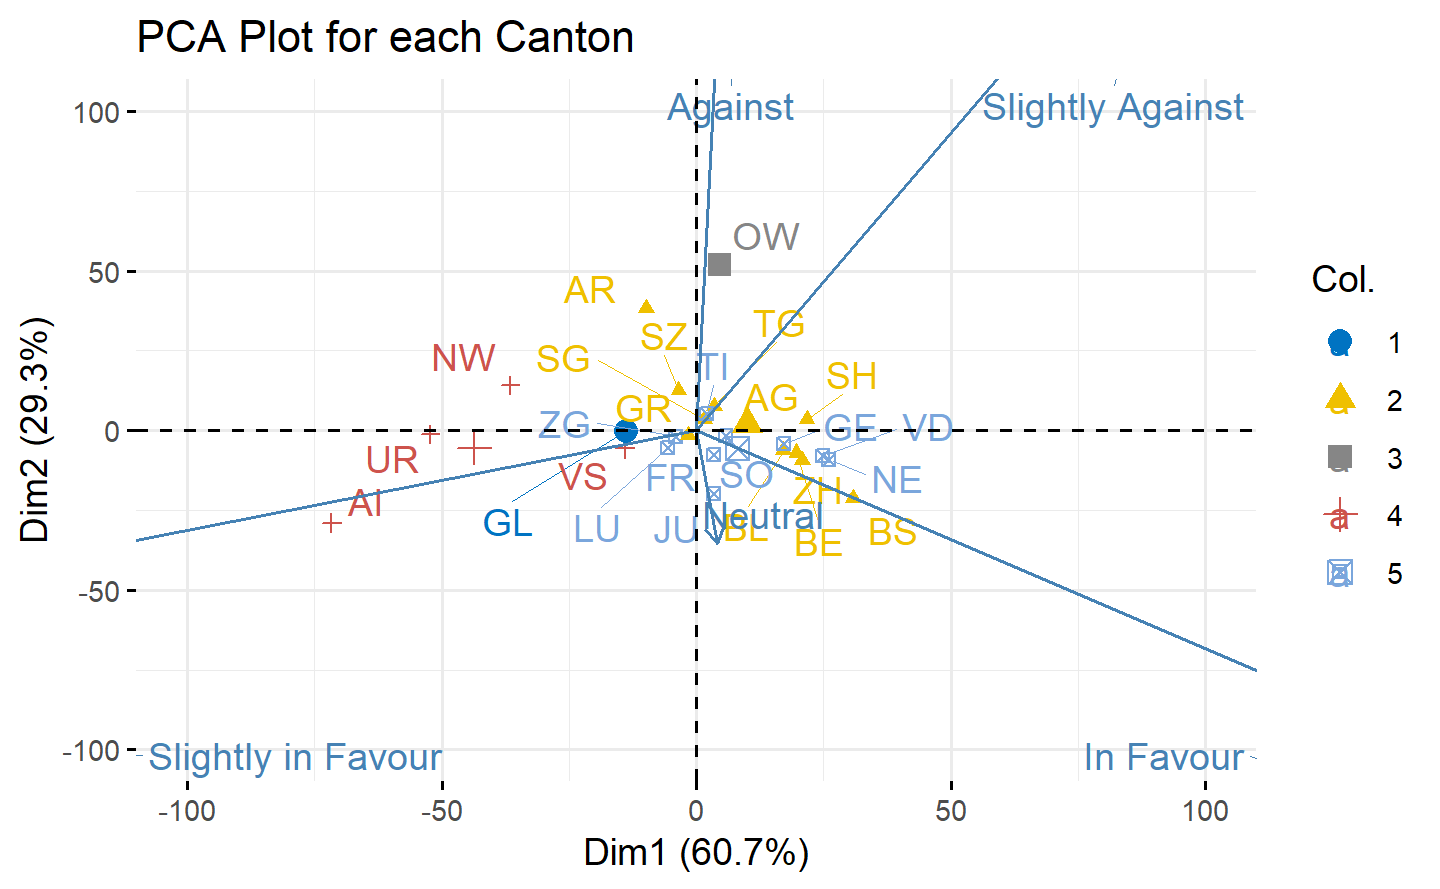 PCA Plot for each Canton
Against
Slightly Against
100
OW
AR
50
SZ
TG
NW
SG
TI
SH
GR
AG
ZG
GE
VD
0
UR
VS
FR
SO
NE
AI
ZH
Neutral
GL
LU
JU
BL
BE
BS
-50
-100
Slightly in Favour
In Favour
-100
-50
0
50
100
Dim1 (60.7%)
Dim2 (29.3%)
Col.
a 1
a 2
a 3
a 4
a 5